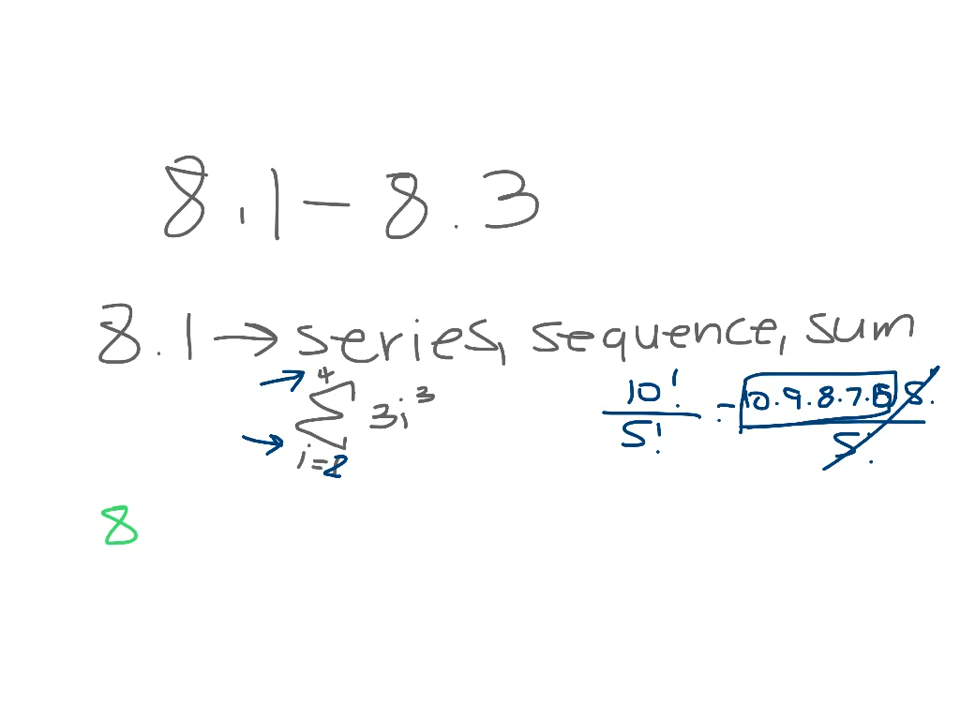 8.1 - 8.3
8.1 → series, sequence, sum
→ 4
∑ 3i³
→ i=2
10! / 5! = 10.9.8.7.6 5! / 5!
8